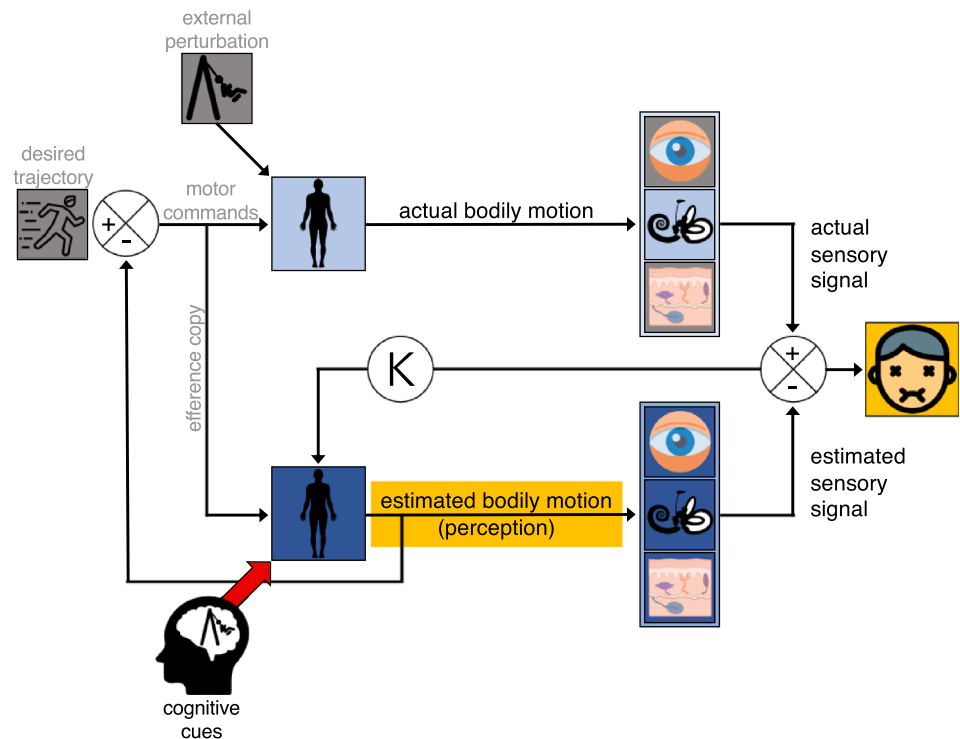 external
perturbation
desired
trajectory
+
-
motor
commands
actual bodily motion
actual
sensory
signal
efference copy
K
+
-
estimated bodily motion
(perception)
estimated
sensory
signal
cognitive
cues